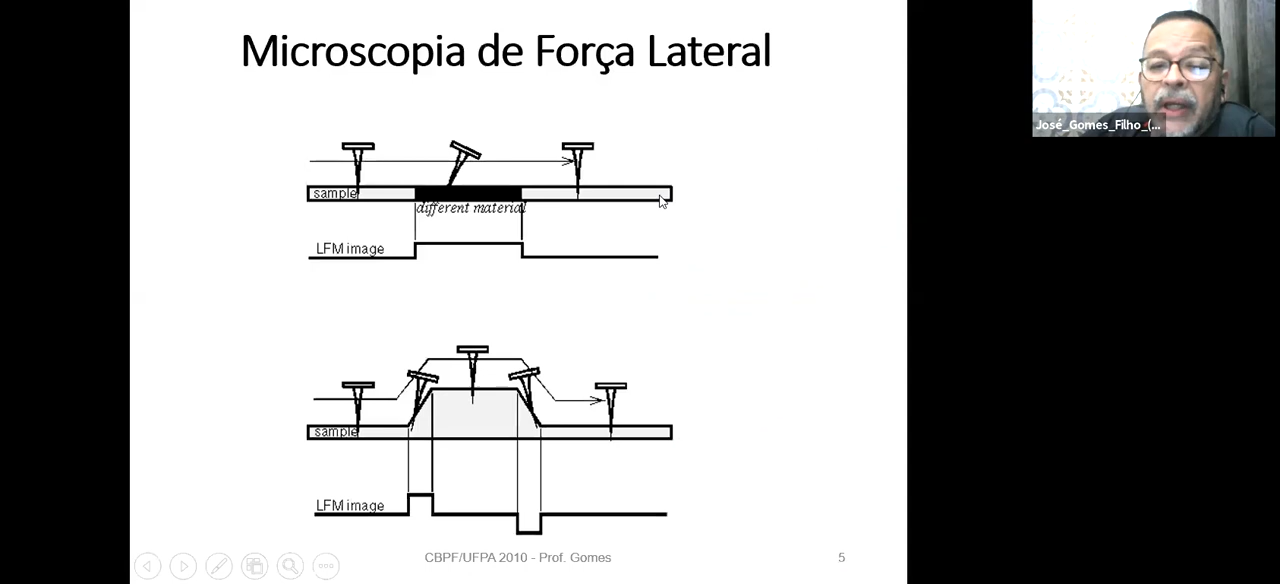 Microscopia de Força Lateral
José_Gomes_Filho_(...
sample
different material
LFM image
sample
LFM image
CBPF/UFPA 2010 - Prof. Gomes
5